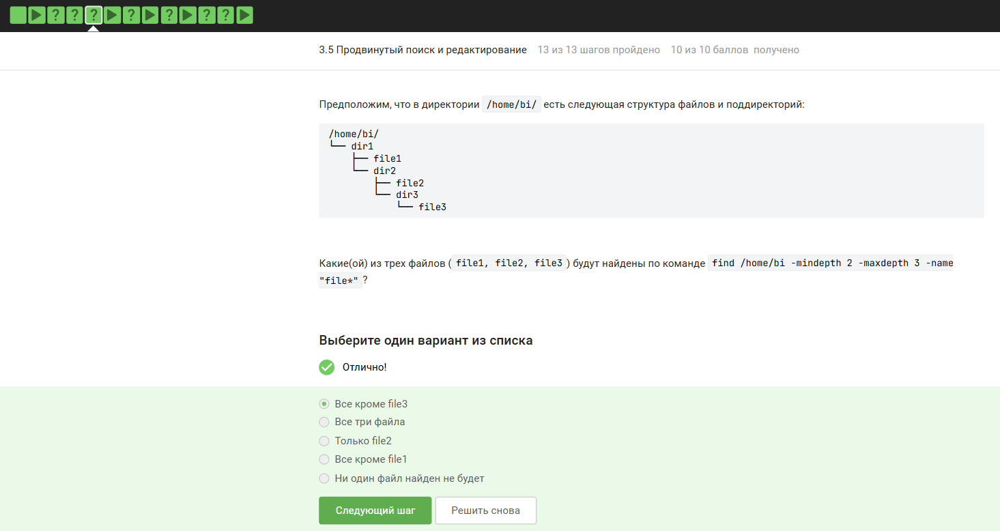 ? ? ? ? ? ? ?
3.5 Продвинутый поиск и редактирование 13 из 13 шагов пройдено 10 из 10 баллов получено
Предположим, что в директории /home/bi/ есть следующая структура файлов и поддиректорий:
/home/bi/
└── dir1
    ├── file1
    └── dir2
        ├── file2
        └── dir3
            └── file3
Какие(ой) из трех файлов ( file1, file2, file3 ) будут найдены по команде find /home/bi -mindepth 2 -maxdepth 3 -name
"file*" ?
Выберите один вариант из списка
Отлично!
Все кроме file3
Все три файла
Только file2
Все кроме file1
Ни один файл найден не будет
Следующий шаг Решить снова